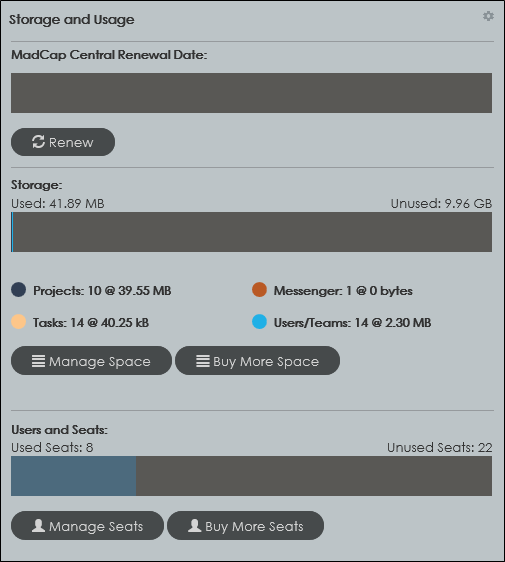 Storage and Usage
MadCap Central Renewal Date:
Renew
Storage:
Used: 41.89 MB Unused: 9.96 GB
Projects: 10 @ 39.55 MB Messenger: 1 @ 0 bytes
Tasks: 14 @ 40.25 kB Users/Teams: 14 @ 2.30 MB
Manage Space Buy More Space
Users and Seats:
Used Seats: 8 Unused Seats: 22
Manage Seats Buy More Seats